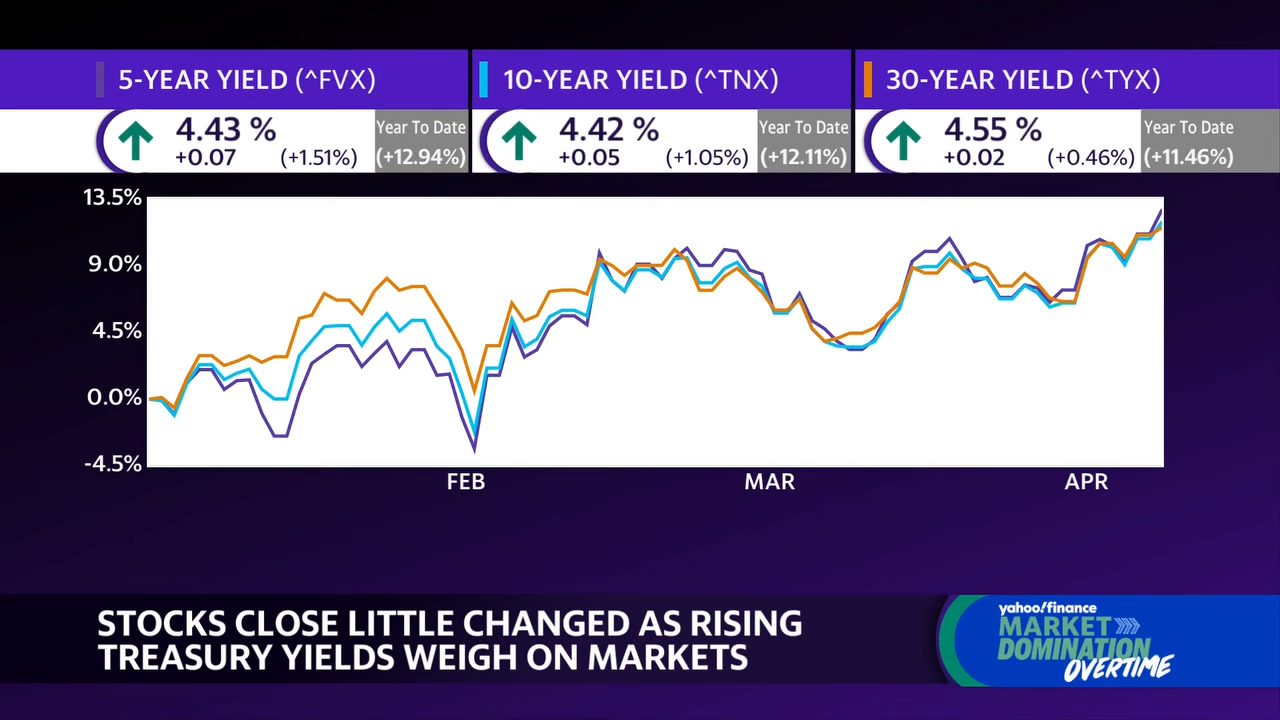 5-YEAR YIELD (^FVX)
4.43 %
+0.07 (+1.51%)
Year To Date
(+12.94%)
10-YEAR YIELD (^TNX)
4.42 %
+0.05 (+1.05%)
Year To Date
(+12.11%)
30-YEAR YIELD (^TYX)
4.55 %
+0.02 (+0.46%)
Year To Date
(+11.46%)
13.5%
9.0%
4.5%
0.0%
-4.5%
FEB MAR APR
STOCKS CLOSE LITTLE CHANGED AS RISING
TREASURY YIELDS WEIGH ON MARKETS
yahoo!finance
MARKET
DOMINATION
OVERTIME